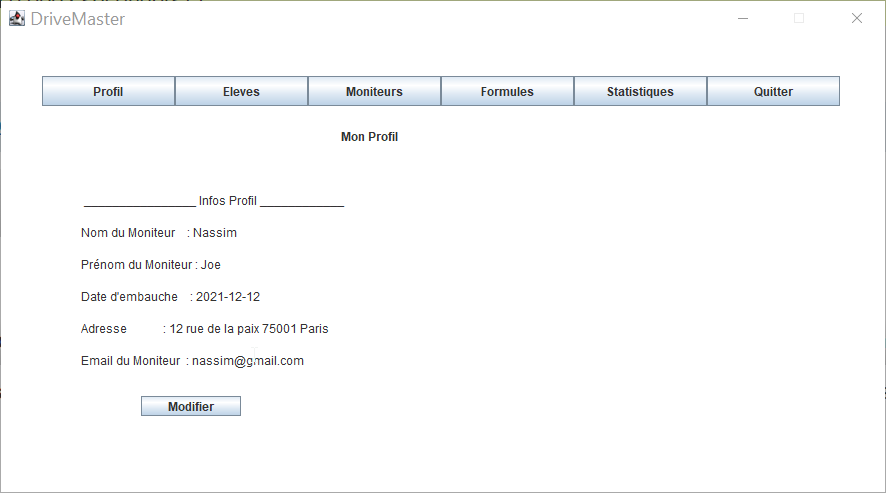 DriveMaster
Profil Eleves Moniteurs Formules Statistiques Quitter
Mon Profil
________________ Infos Profil ____________
Nom du Moniteur : Nassim
Prénom du Moniteur : Joe
Date d'embauche : 2021-12-12
Adresse : 12 rue de la paix 75001 Paris
Email du Moniteur : nassim@gmail.com
Modifier